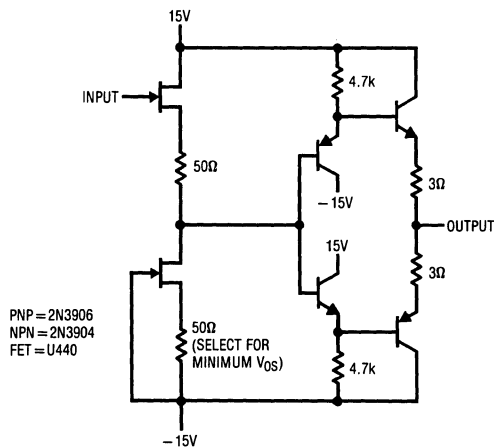 15V
4.7k
INPUT
50Ω
3Ω
−15V
OUTPUT
15V
3Ω
PNP = 2N3906
NPN = 2N3904
FET = U440
50Ω
(SELECT FOR
MINIMUM VOS)
4.7k
−15V